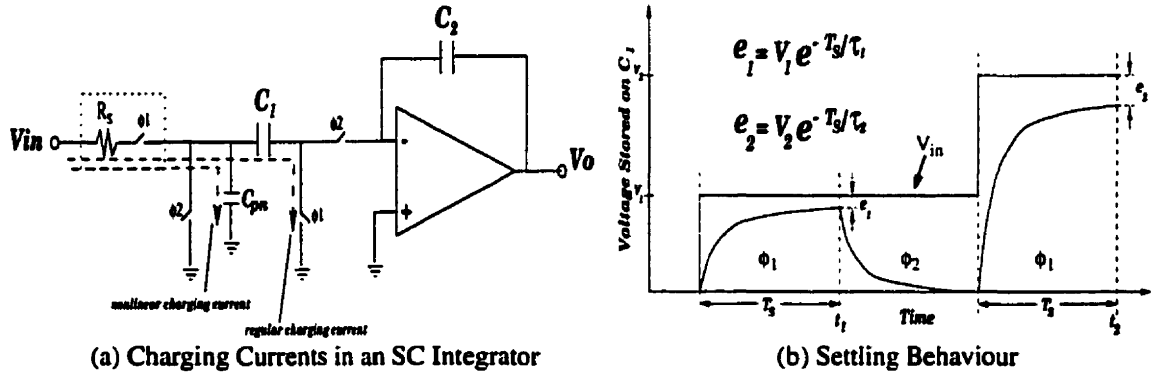 C2
Rs
ϕ1
C1
ϕ2
Vin
Vo
-
+
ϕ2
Cpn
ϕ1
nonlinear charging current
regular charging current
(a) Charging Currents in an SC Integrator
e1 = V1 e^-Ts/τ1
e2 = V2 e^-Ts/τ2
Voltage Stored on C1
V2
V1
Vin
e1
e2
ϕ1
ϕ2
ϕ1
Ts
t1
Time
Ts
t2
(b) Settling Behaviour